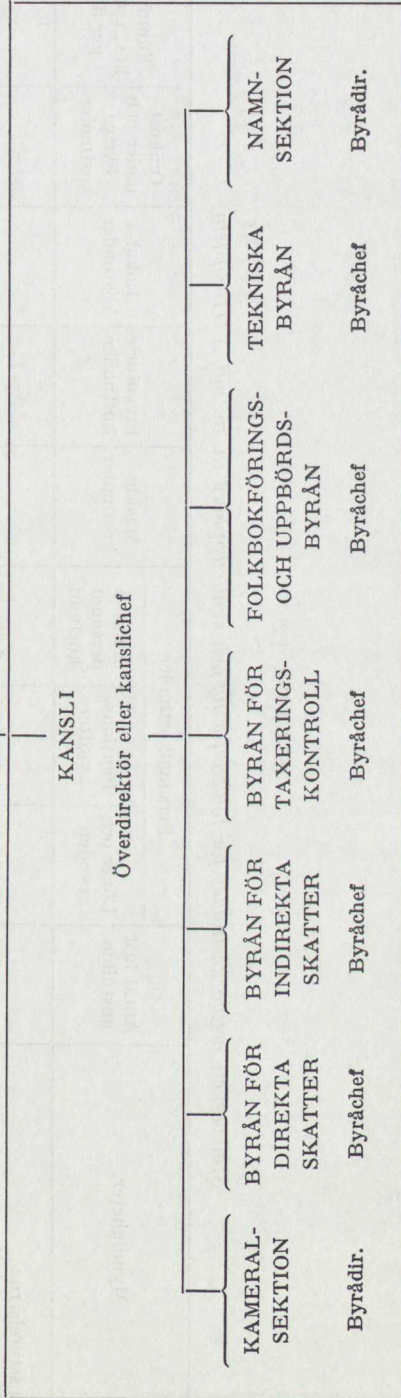 KANSLI
Överdirektör eller kanslichef
KAMERAL-
SEKTION
Byrådir.
BYRÅN FÖR
DIREKTA
SKATTER
Byråchef
BYRÅN FÖR
INDIREKTA
SKATTER
Byråchef
BYRÅN FÖR
TAXERINGS-
KONTROLL
Byråchef
FOLKBOKFÖRINGS-
OCH UPPBÖRDS-
BYRÅN
Byråchef
TEKNISKA
BYRÅN
Byråchef
NAMN-
SEKTION
Byrådir.